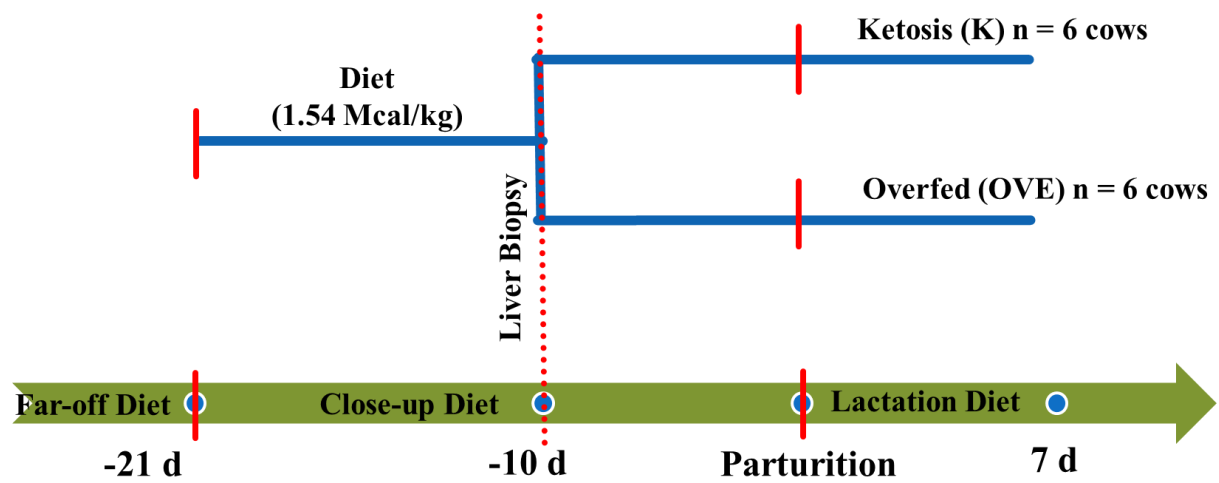 Ketosis (K) n = 6 cows
Diet
(1.54 Mcal/kg)
Overfed (OVE) n = 6 cows
Liver Biopsy
Far-off Diet
Close-up Diet
Lactation Diet
-21 d
-10 d
Parturition
7 d